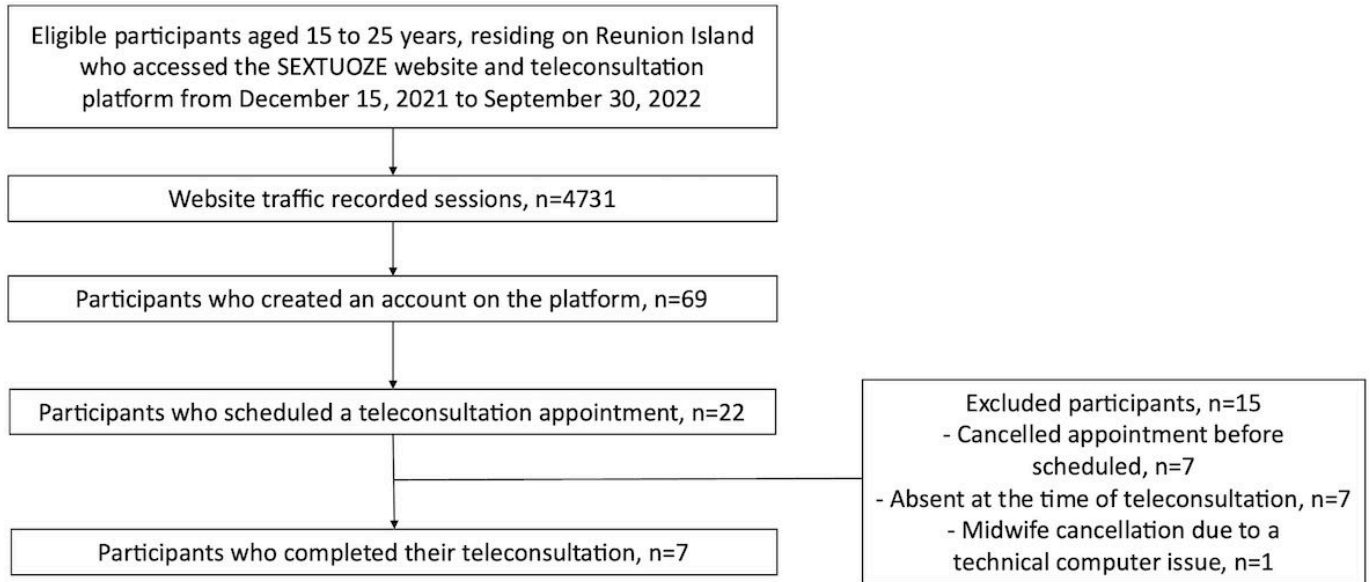 Eligible participants aged 15 to 25 years, residing on Reunion Island
who accessed the SEXTUOZE website and teleconsultation
platform from December 15, 2021 to September 30, 2022
Website traffic recorded sessions, n=4731
Participants who created an account on the platform, n=69
Participants who scheduled a teleconsultation appointment, n=22
Excluded participants, n=15
- Cancelled appointment before
scheduled, n=7
- Absent at the time of teleconsultation, n=7
- Midwife cancellation due to a
technical computer issue, n=1
Participants who completed their teleconsultation, n=7